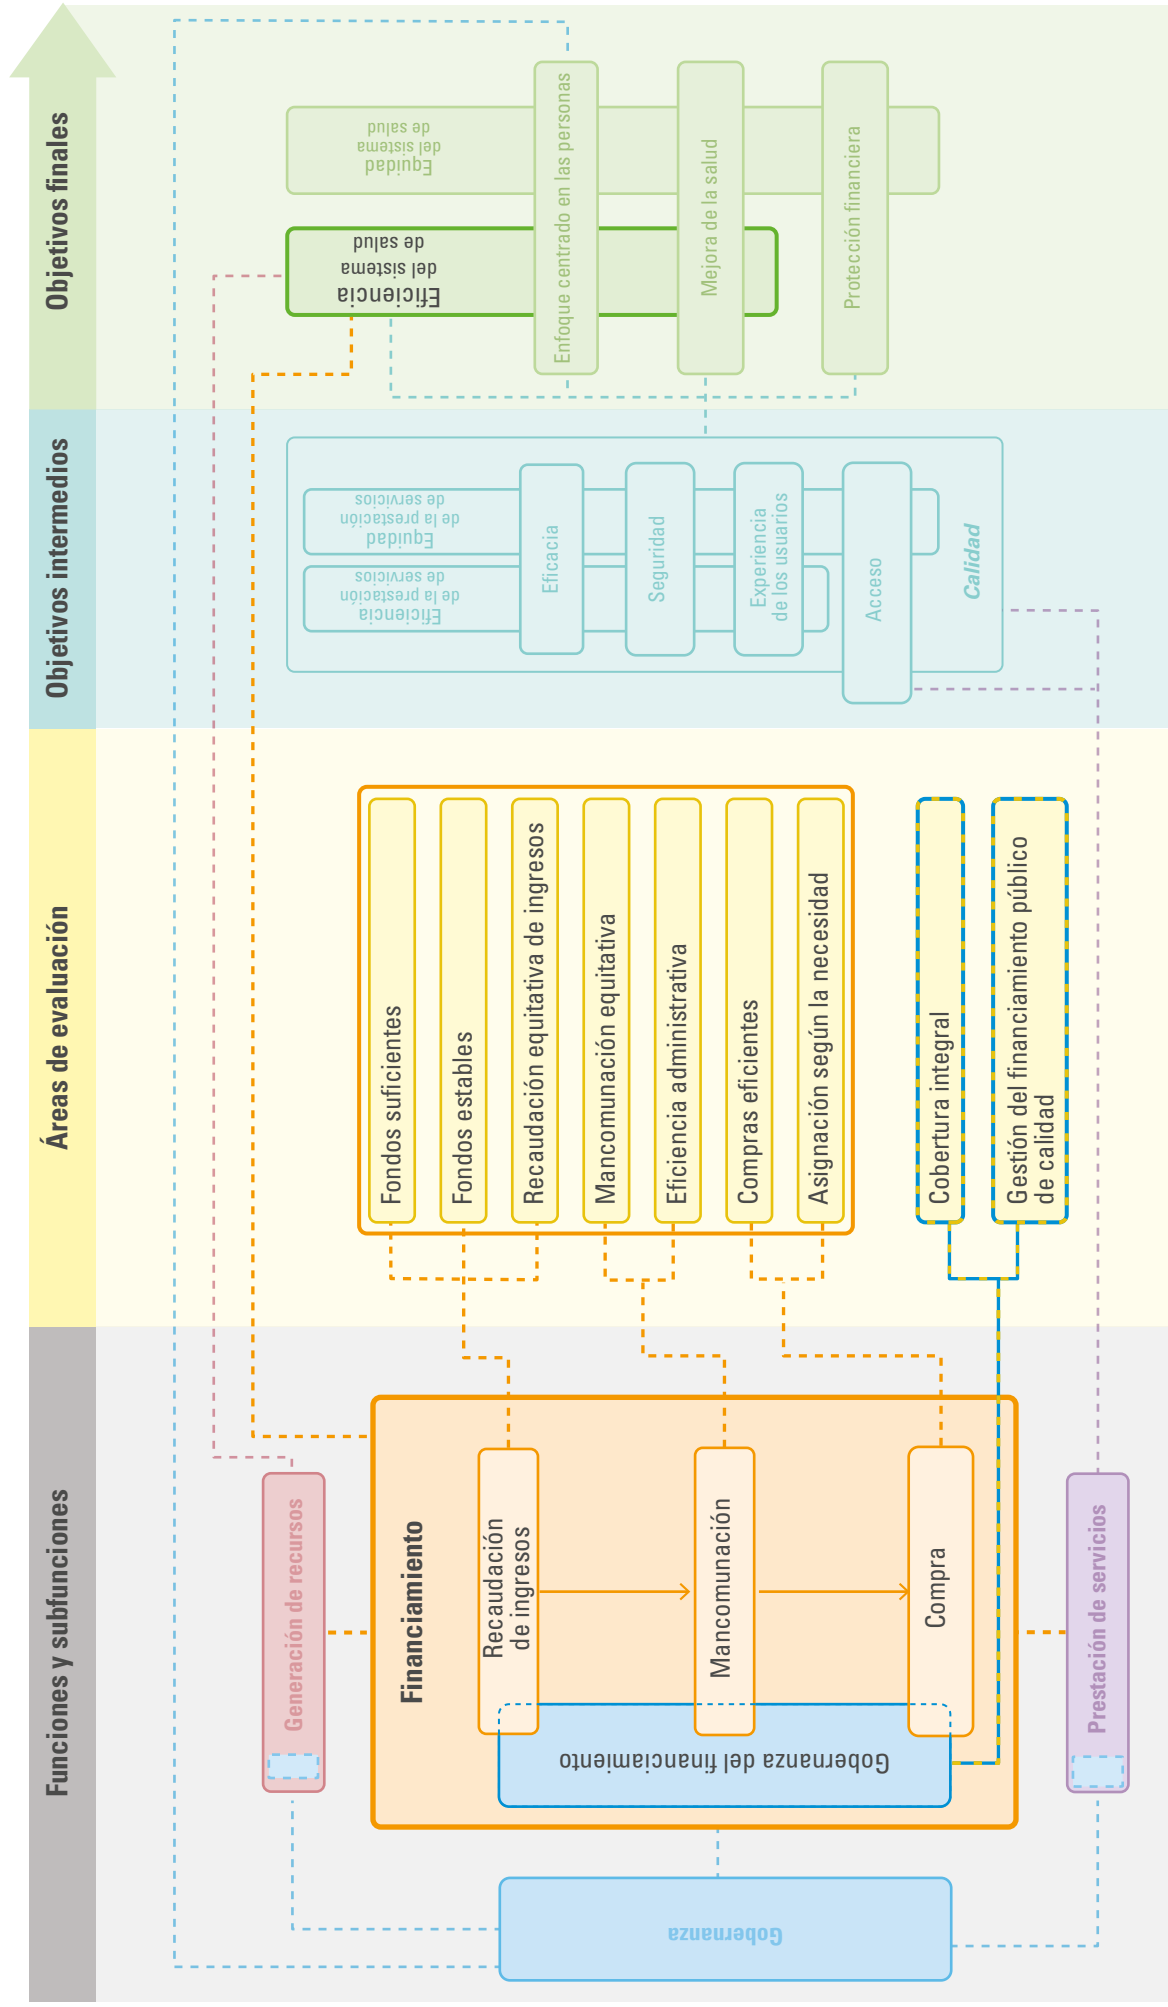 Funciones y subfunciones
Áreas de evaluación
Objetivos intermedios
Objetivos finales
Gobernanza
Generación de recursos
Financiamiento
Recaudación
de ingresos
Mancomunación
Compra
Gobernanza del financiamiento
Prestación de servicios
Fondos suficientes
Fondos estables
Recaudación equitativa de ingresos
Mancomunación equitativa
Eficiencia administrativa
Compras eficientes
Asignación según la necesidad
Cobertura integral
Gestión del financiamiento público
de calidad
Eficiencia
de la prestación
de servicios
Equidad
de la prestación
de servicios
Eficacia
Seguridad
Experiencia
de los usuarios
Acceso
Calidad
Eficiencia
del sistema
de salud
Equidad
del sistema
de salud
Enfoque centrado en las personas
Mejora de la salud
Protección financiera